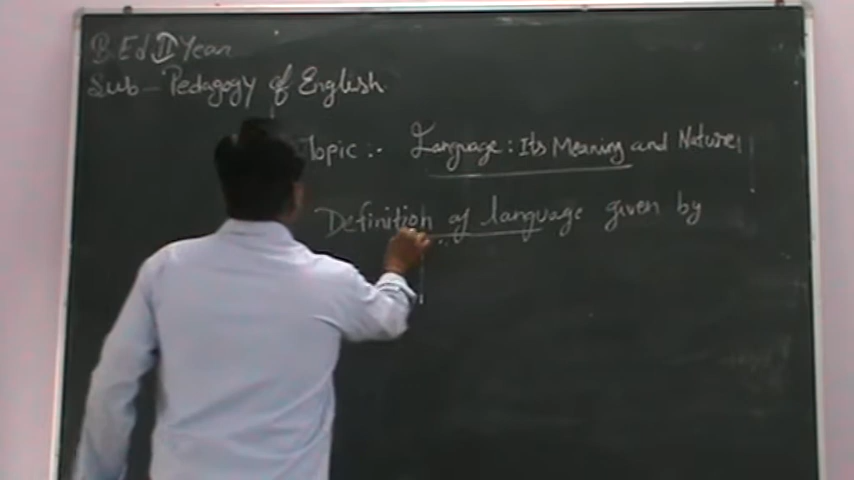 B.Ed II Year
Sub - Pedagogy of English
Topic :- Language : Its Meaning and Nature
Definition of language given by